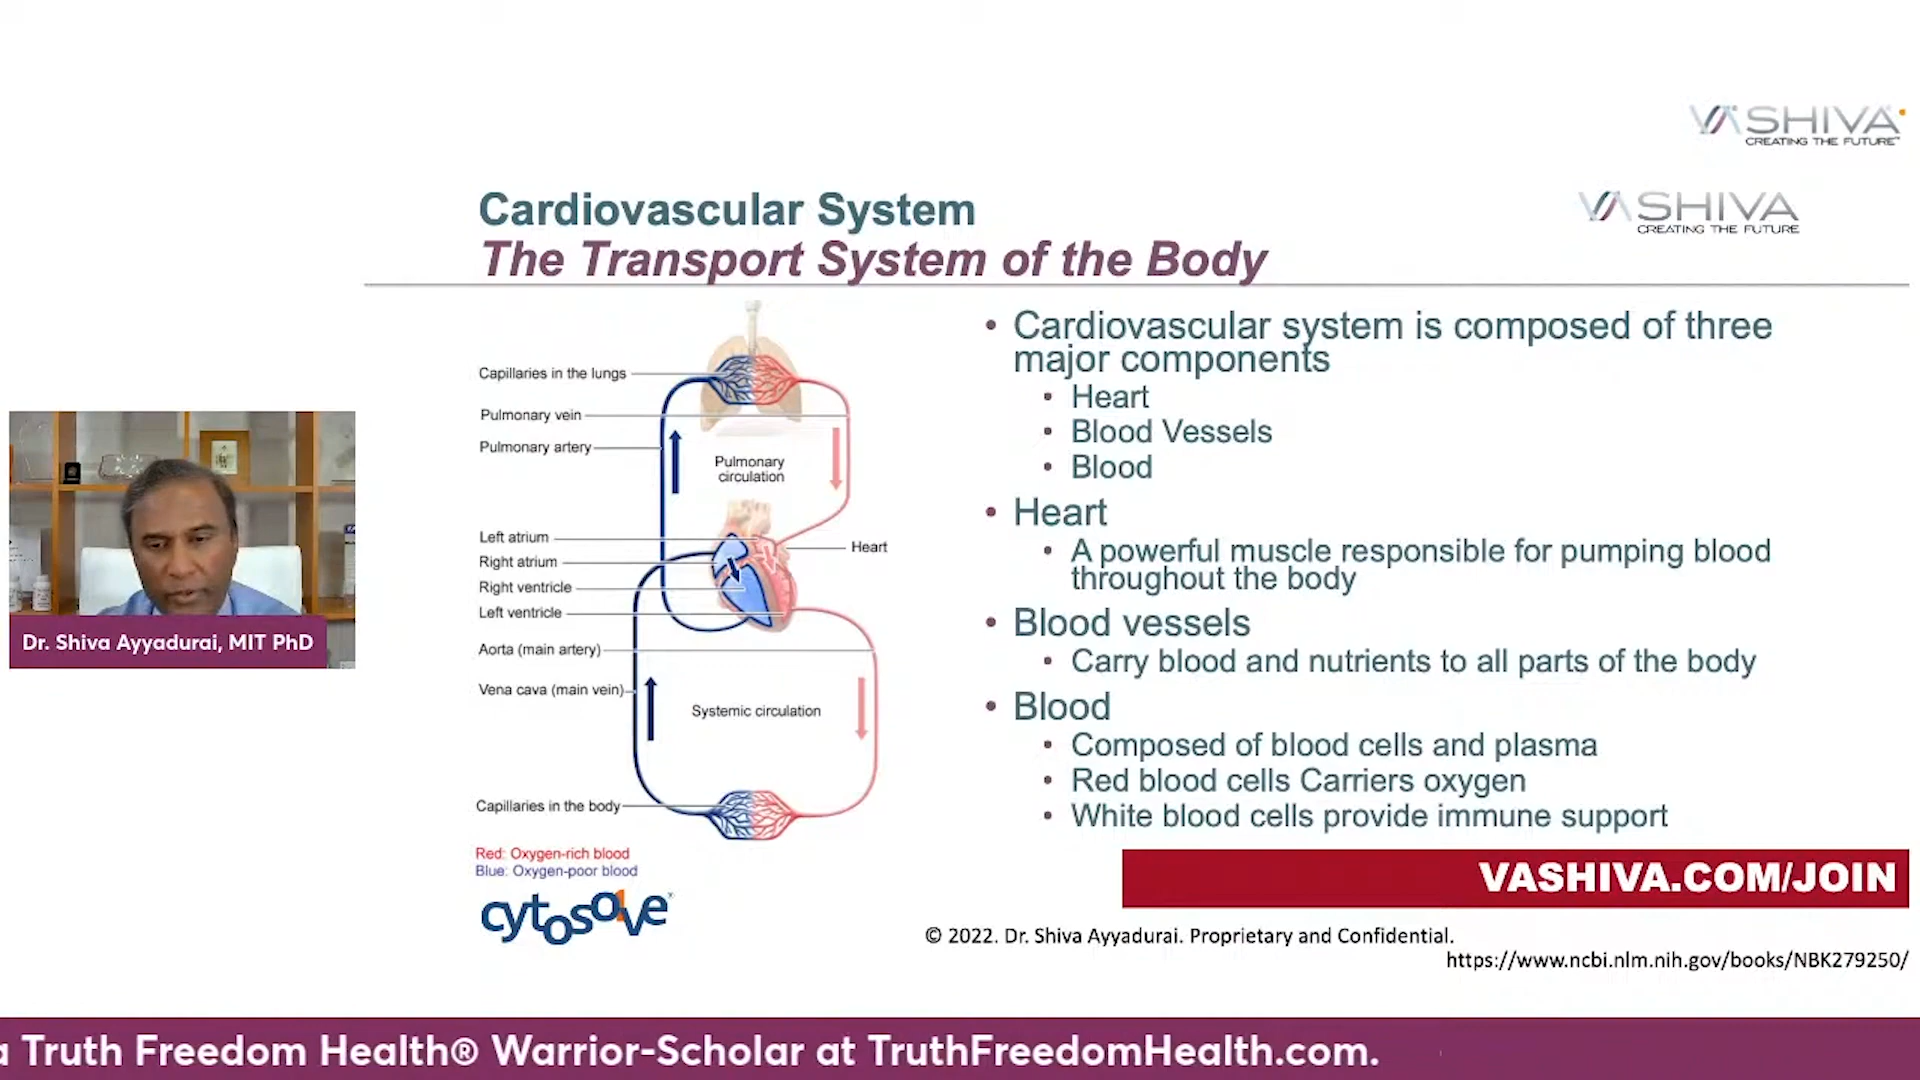 VASHIVA
CREATING THE FUTURE
VASHIVA
CREATING THE FUTURE
Cardiovascular System
The Transport System of the Body
Capillaries in the lungs
Pulmonary vein
Pulmonary artery
Pulmonary
circulation
Left atrium
Heart
Right atrium
Right ventricle
Left ventricle
Aorta (main artery)
Vena cava (main vein)
Systemic circulation
Capillaries in the body
Red: Oxygen-rich blood
Blue: Oxygen-poor blood
cytosolve
• Cardiovascular system is composed of three
major components
• Heart
• Blood Vessels
• Blood
• Heart
• A powerful muscle responsible for pumping blood
throughout the body
• Blood vessels
• Carry blood and nutrients to all parts of the body
• Blood
• Composed of blood cells and plasma
• Red blood cells Carriers oxygen
• White blood cells provide immune support
Dr. Shiva Ayyadurai, MIT PhD
VASHIVA.COM/JOIN
© 2022. Dr. Shiva Ayyadurai. Proprietary and Confidential.
https://www.ncbi.nlm.nih.gov/books/NBK279250/
a Truth Freedom Health® Warrior-Scholar at TruthFreedomHealth.com.